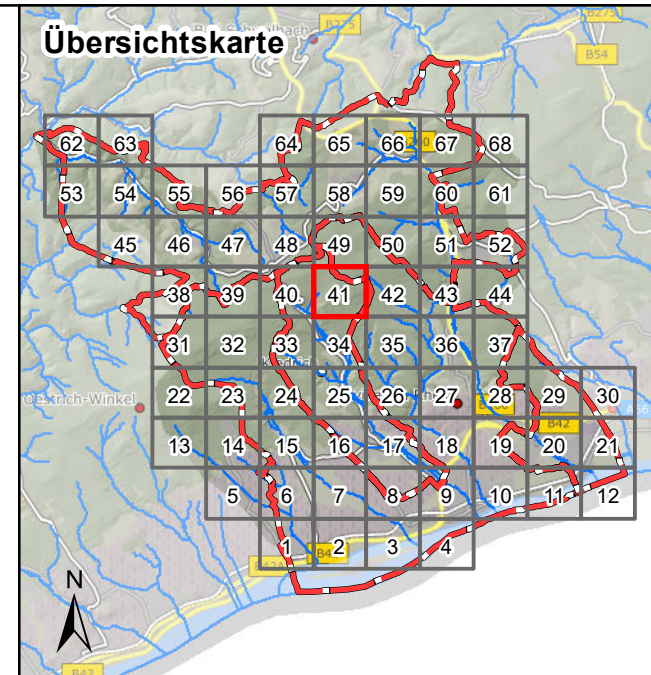 Übersichtskarte
B275
B54
62 63 64 65 66 67 68
53 54 55 56 57 58 59 60 61
45 46 47 48 49 50 51 52
38 39 40 41 42 43 44
31 32 33 34 35 36 37
Oestrich-Winkel
22 23 24 25 26 27 28 29 30
B42
13 14 15 16 17 18 19 20 21
5 6 7 8 9 10 11 12
1 2 3 4
N
B42